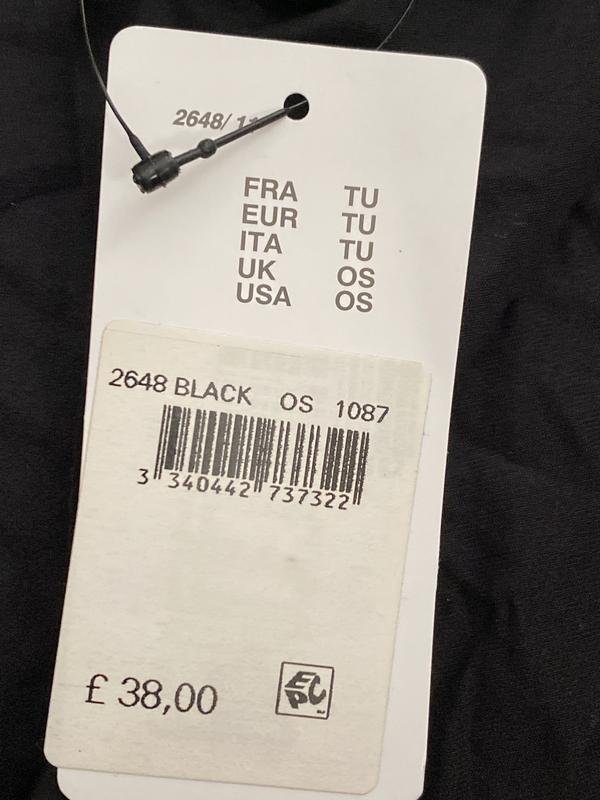 2648/ 11
FRA TU
EUR TU
ITA TU
UK OS
USA OS
2648 BLACK OS 1087
3 340442 737322
£ 38,00